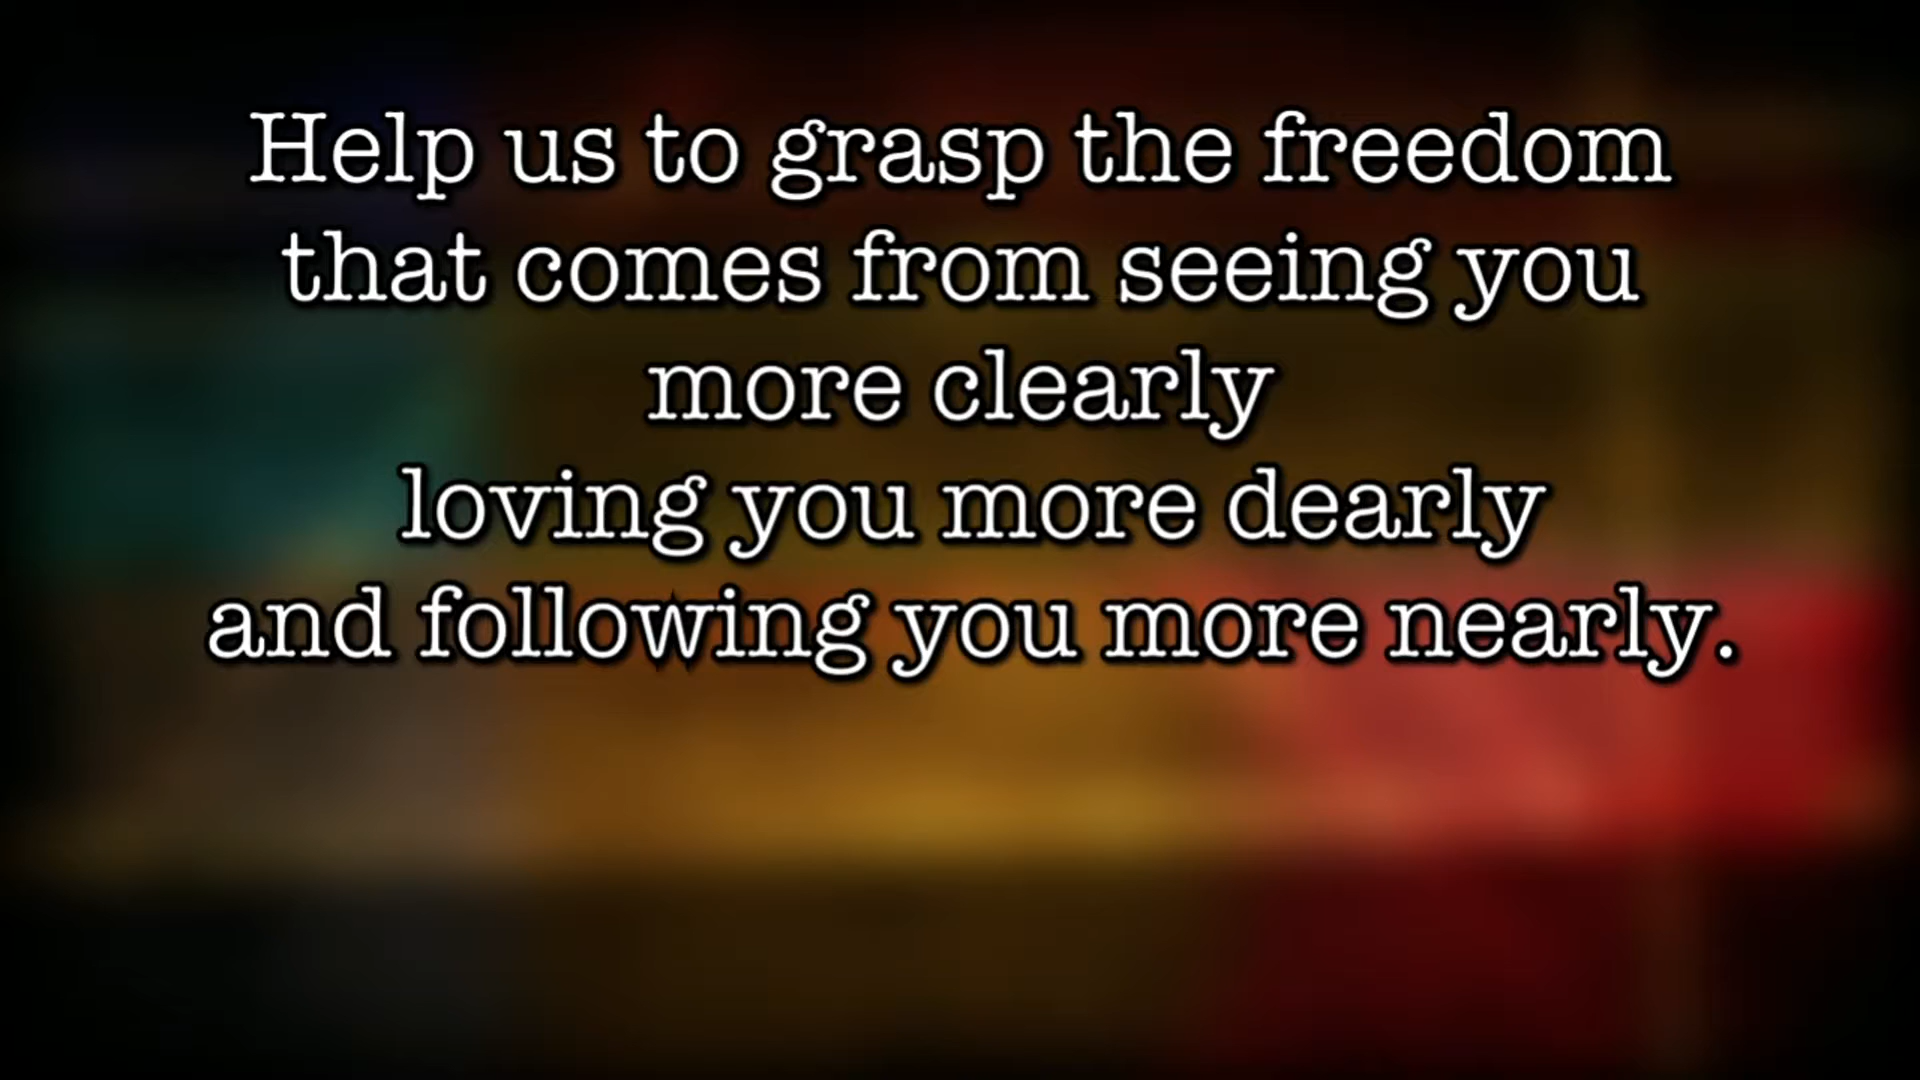 Help us to grasp the freedom
that comes from seeing you
more clearly
loving you more dearly
and following you more nearly.